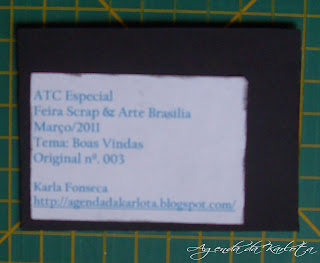 ATC Especial
Feira Scrap & Arte Brasilia
Março/2011
Tema: Boas Vindas
Original nº. 003
Karla Fonseca
http://agendadakarlota.blogspot.com/
Agenda da Karlota